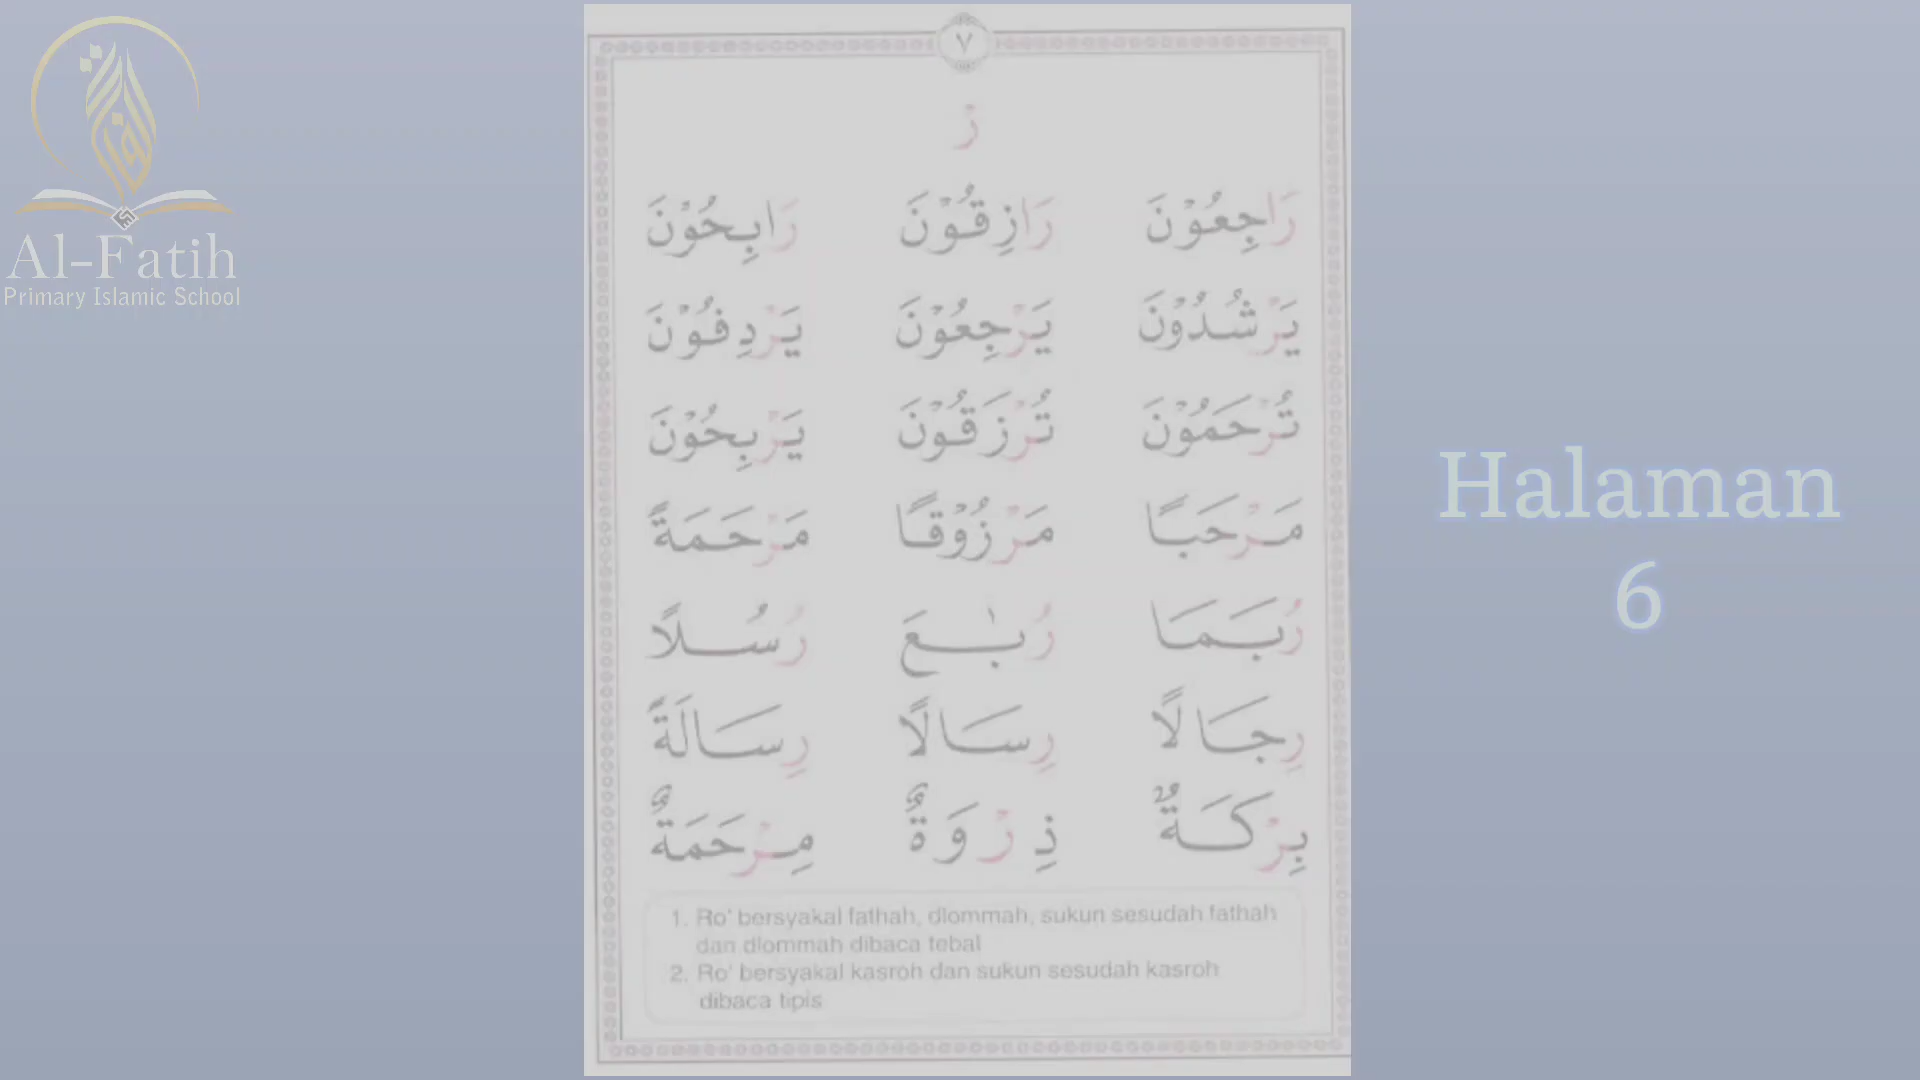 Al-Fatih
Primary Islamic School
٧
رْ
رَاجِعُوْنَ رَازِقُوْنَ رَابِحُوْنَ
يَرْشُدُوْنَ يَرْجِعُوْنَ يَرْدِفُوْنَ
تُرْحَمُوْنَ تُرْزَقُوْنَ يَرْبِحُوْنَ
مَرْحَبًا مَرْزُوْقًا مَرْحَمَةً
رُبَمَا رُبٰعَ رُسُلًا
رِجَالًا رِسَالًا رِسَالَةً
بِرْكَةٌ ذِرْوَةٌ مِرْحَمَةٌ
1. Ro' bersyakal fathah, dlommah, sukun sesudah fathah
dan dlommah dibaca tebal
2. Ro' bersyakal kasroh dan sukun sesudah kasroh
dibaca tipis
Halaman
6